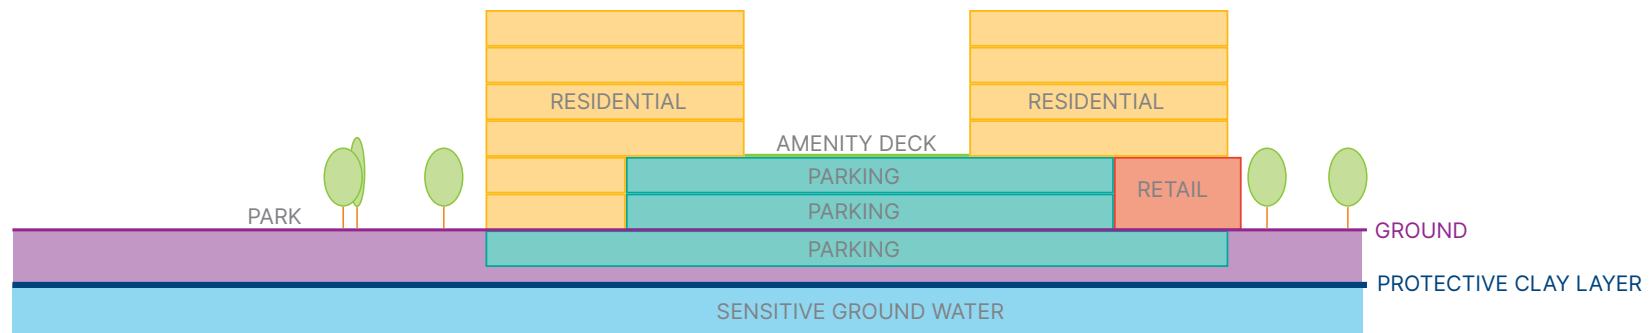 RESIDENTIAL
RESIDENTIAL
AMENITY DECK
PARKING
RETAIL
PARKING
PARK
GROUND
PARKING
PROTECTIVE CLAY LAYER
SENSITIVE GROUND WATER